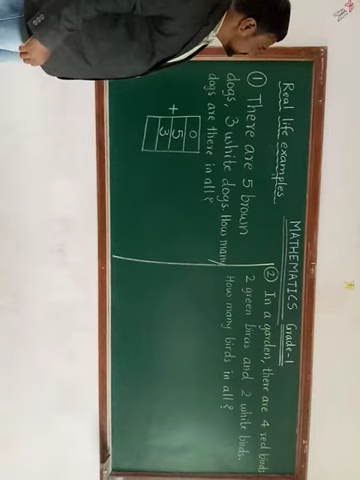 MATHEMATICS Grade-1
Real life examples
① There are 5 brown
dogs, 3 white dogs. How many
dogs are there in all?
0
5
+ 3
② In a garden, there are 4 red birds
2 green birds and 2 white birds.
How many birds in all?